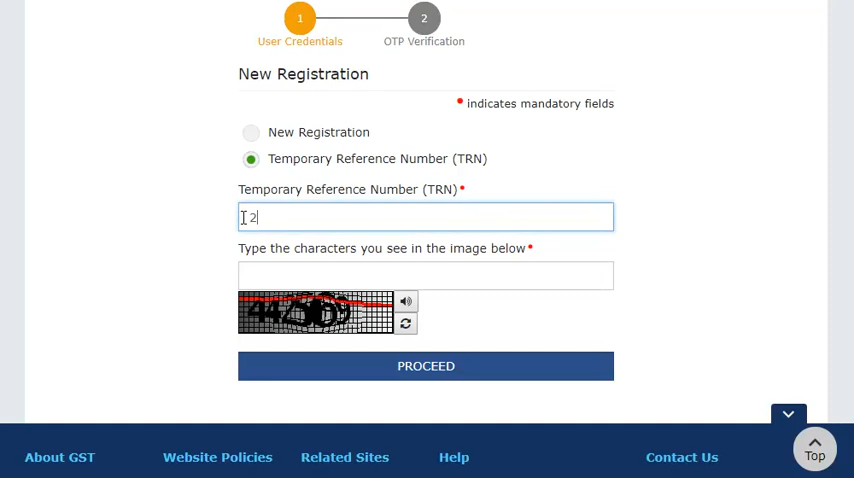 1 2
User Credentials OTP Verification
New Registration
• indicates mandatory fields
New Registration
Temporary Reference Number (TRN)
Temporary Reference Number (TRN)•
2
Type the characters you see in the image below•
PROCEED
Top
About GST Website Policies Related Sites Help Contact Us